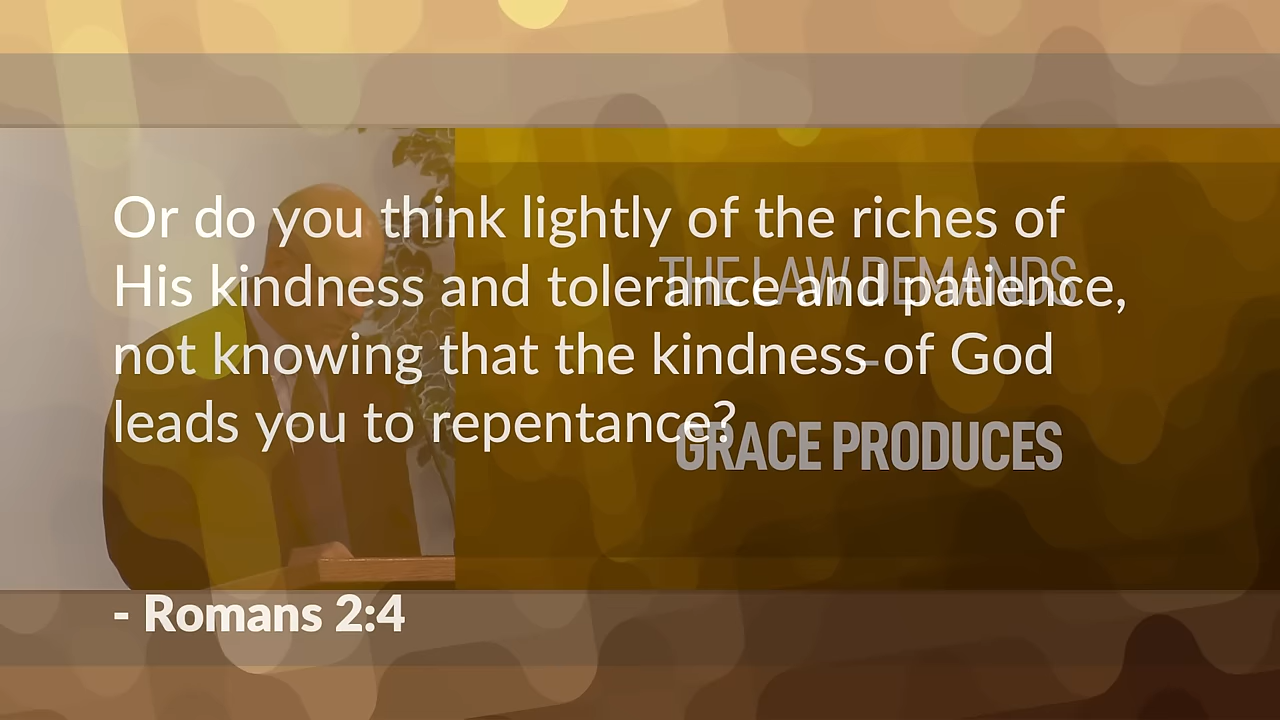 Or do you think lightly of the riches of
His kindness and tolerance and patience,
not knowing that the kindness of God
leads you to repentance?
- Romans 2:4
THE LAW DEMANDS
–
GRACE PRODUCES